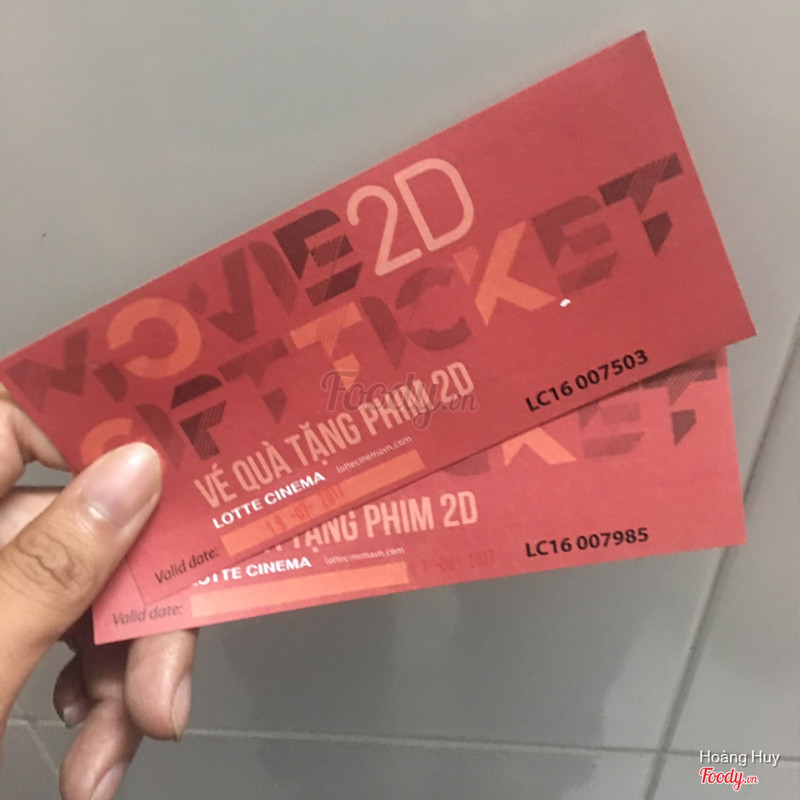 MOVIE 2D
GIFT TICKET
VÉ QUÀ TẶNG PHIM 2D
LOTTE CINEMA lottecinemavn.com
Valid date:
LC16 007503
KET
TẶNG PHIM 2D
LOTTE CINEMA lottecinemavn.com
Valid date:
LC16 007985
Foody.vn
Hoàng Huy
Foody.vn